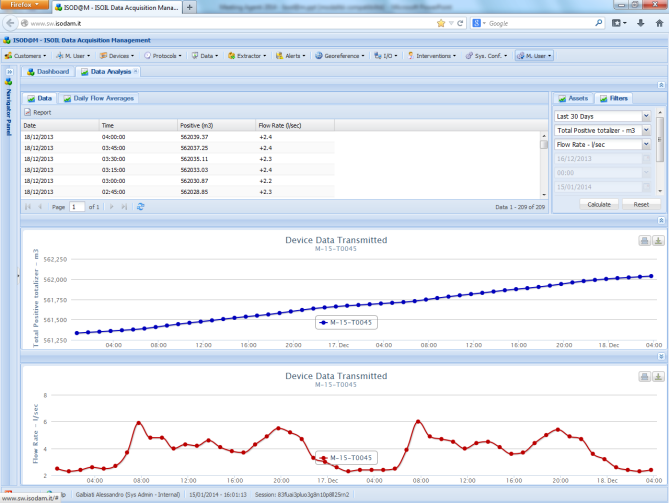 Firefox
ISOD@M - ISOIL Data Acquisition Mana...
www.sw.isodam.it
Google
ISOD@M - ISOIL Data Acquisition Management
Customers
M. User
Devices
Protocols
Data
Extractor
Alerts
Georeference
I/O
Interventions
Sys. Conf.
M. User
Navigator Panel
Dashboard
Data Analysis
Data
Daily Flow Averages
Assets
Filters
Report
Date Time Positive (m3) Flow Rate (l/sec)
18/12/2013 04:00:00 562039.37 +2.4
18/12/2013 03:45:00 562037.25 +2.4
18/12/2013 03:30:00 562035.11 +2.3
18/12/2013 03:15:00 562033.03 +2.4
18/12/2013 03:00:00 562030.87 +2.2
18/12/2013 02:45:00 562028.85 +2.3
Last 30 Days
Total Positive totalizer - m3
Flow Rate - l/sec
16/12/2013
00:00
15/01/2014
Calculate Reset
Page 1 of 1
Data 1 - 209 of 209
Device Data Transmitted
M-15-T0045
Total Positive totalizer - m3
562,250
562,000
561,750
561,500
561,250
M-15-T0045
04:00 08:00 12:00 16:00 20:00 17. Dec 04:00 08:00 12:00 16:00 20:00 18. Dec 04:00
Device Data Transmitted
M-15-T0045
Flow Rate - l/sec
8
6
4
2
M-15-T0045
04:00 08:00 12:00 16:00 20:00 17. Dec 04:00 08:00 12:00 16:00 20:00 18. Dec 04:00
www.sw.isodam.it/#
Galbiati Alessandro (Sys Admin - Internal)
15/01/2014 - 16:01:13